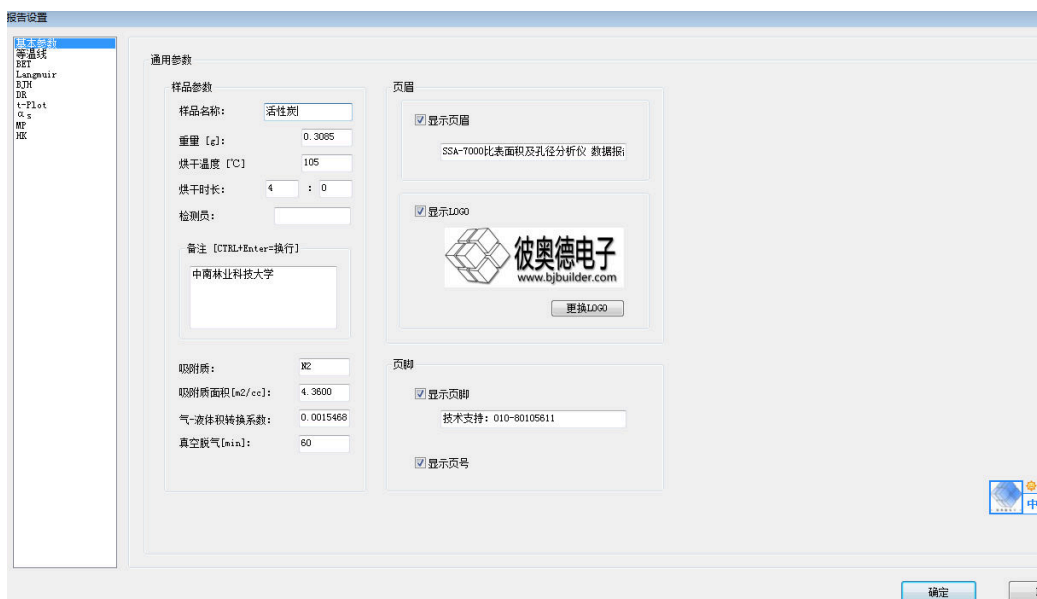 报告设置
基本参数
等温线
BET
Langmuir
BJH
DR
t-Plot
αs
MP
HK
通用参数
样品参数
样品名称: 活性炭
重量 [g]: 0.3085
烘干温度 [℃] 105
烘干时长: 4 : 0
检测员:
备注 [CTRL+Enter=换行]
中南林业科技大学
吸附质: N2
吸附质面积[m2/cc]: 4.3600
气-液体积转换系数: 0.0015468
真空脱气[min]: 60
页眉
显示页眉
SSA-7000比表面积及孔径分析仪 数据报
显示LOGO
彼奥德电子
www.bjbuilder.com
更换LOGO
页脚
显示页脚
技术支持: 010-80105611
显示页号
中
确定